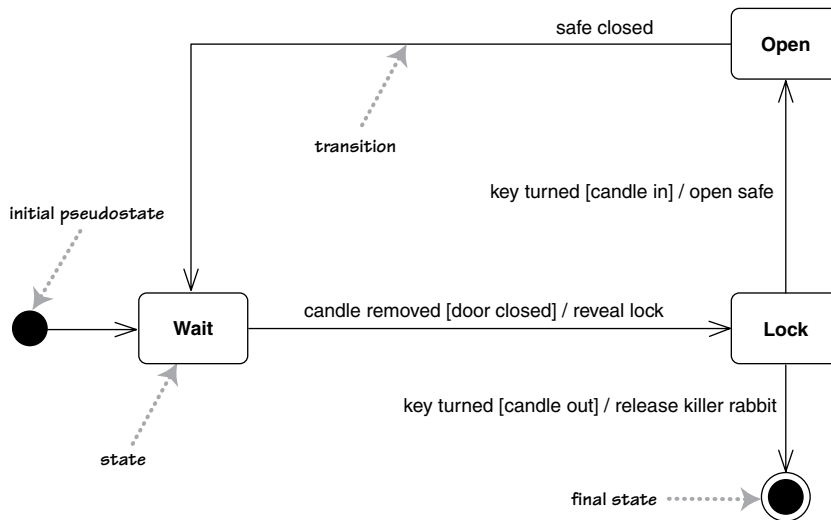 safe closed
Open
transition
key turned [candle in] / open safe
initial pseudostate
candle removed [door closed] / reveal lock
Wait
Lock
key turned [candle out] / release killer rabbit
state
final state